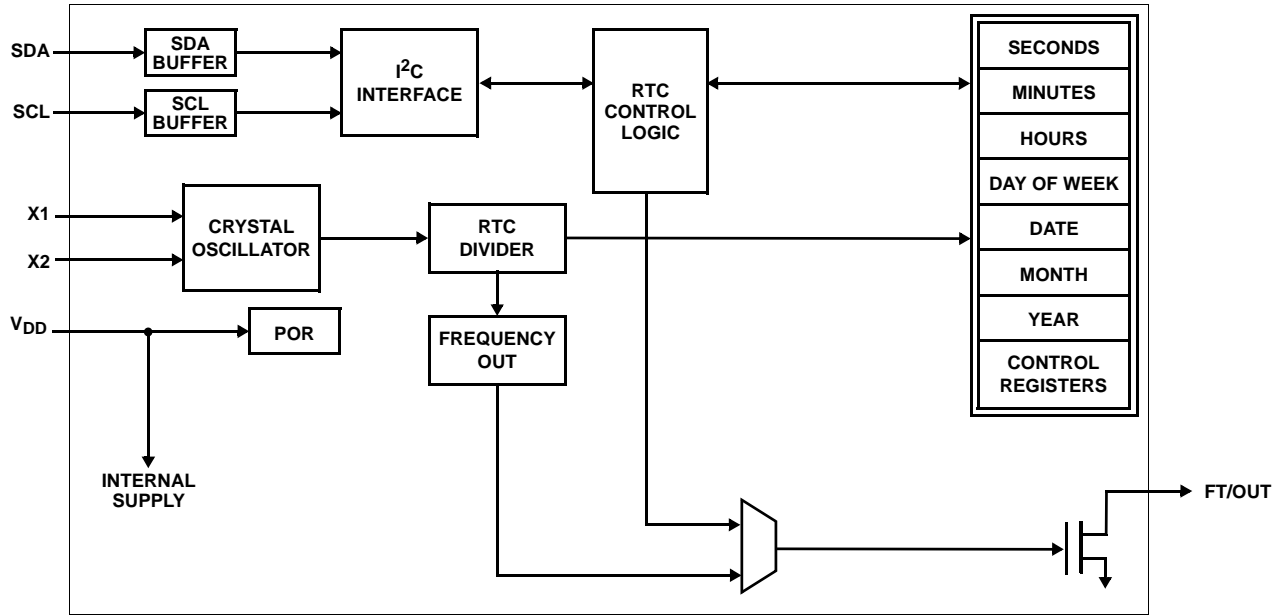 SDA
SDA
BUFFER
I2C
INTERFACE
RTC
CONTROL
LOGIC
SECONDS
MINUTES
HOURS
DAY OF WEEK
DATE
MONTH
YEAR
CONTROL
REGISTERS
SCL
SCL
BUFFER
X1
X2
CRYSTAL
OSCILLATOR
RTC
DIVIDER
VDD
POR
FREQUENCY
OUT
INTERNAL
SUPPLY
FT/OUT